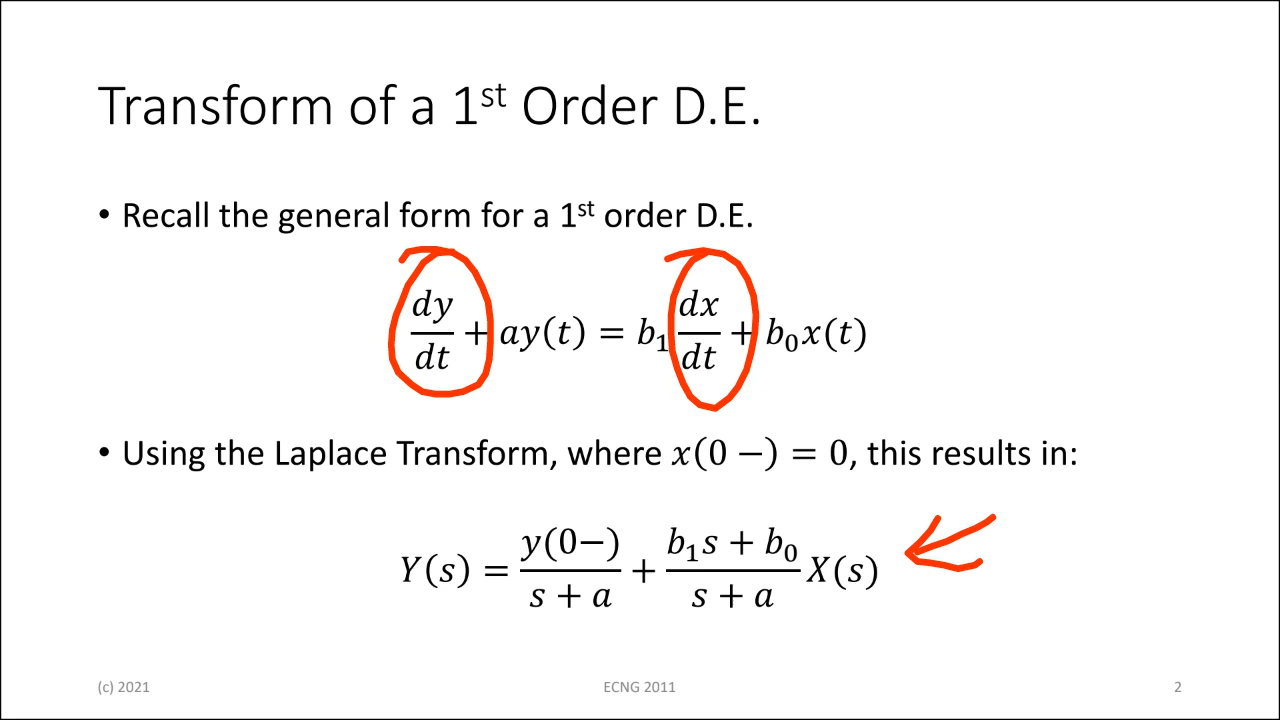 Transform of a 1st Order D.E.
• Recall the general form for a 1st order D.E.
dy/dt + ay(t) = b₁ dx/dt + b₀x(t)
• Using the Laplace Transform, where x(0 −) = 0, this results in:
Y(s) = y(0−)/(s + a) + (b₁s + b₀)/(s + a) X(s)
(c) 2021 ECNG 2011 2